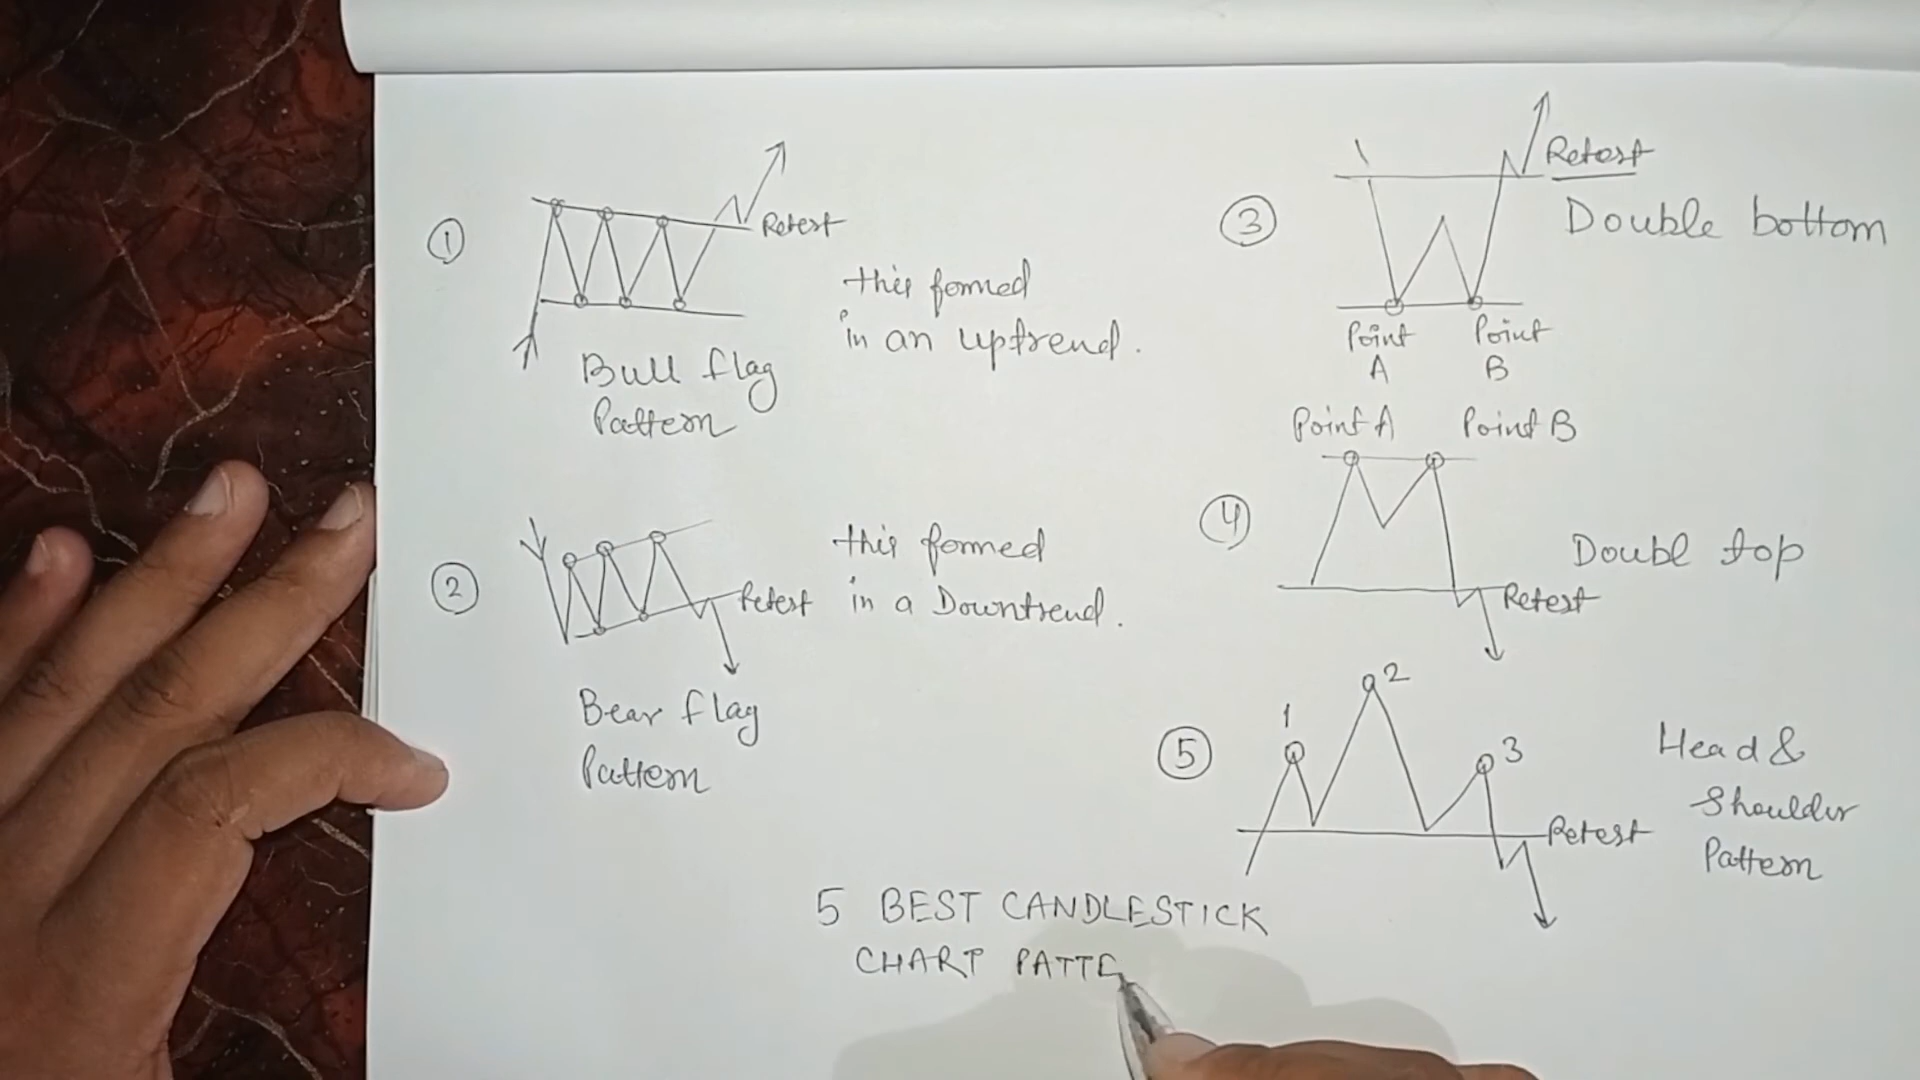 1
Retest
this formed
in an uptrend.
Bull flag
Pattern
2
Retest
this formed
in a Downtrend.
Bear flag
Pattern
3
Retest
Double bottom
Point
A
Point
B
Point A
Point B
4
Doubl top
Retest
5
1
2
3
Head &
Shoulder
Pattern
Retest
5 BEST CANDLESTICK
CHART PATTE